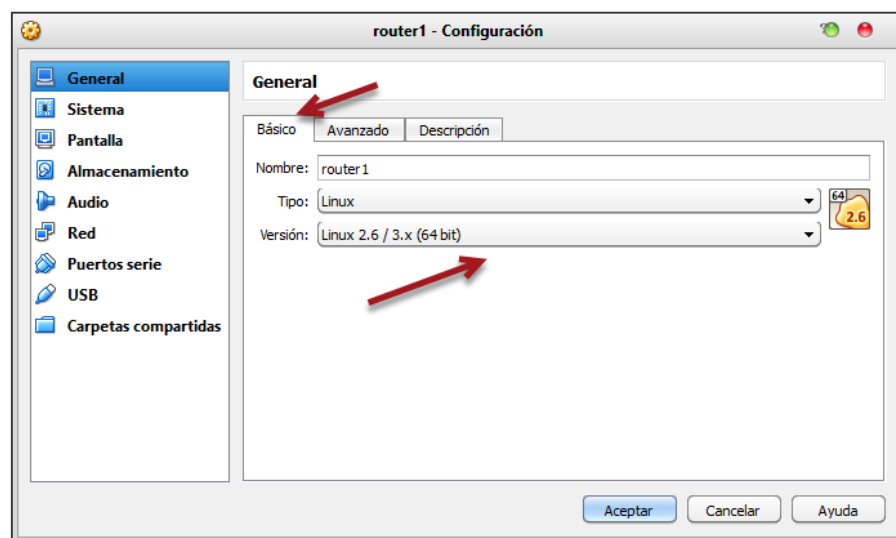 router1 - Configuración
General
Sistema
Pantalla
Almacenamiento
Audio
Red
Puertos serie
USB
Carpetas compartidas
General
Básico Avanzado Descripción
Nombre: router1
Tipo: Linux
64
2.6
Versión: Linux 2.6 / 3.x (64 bit)
Aceptar Cancelar Ayuda